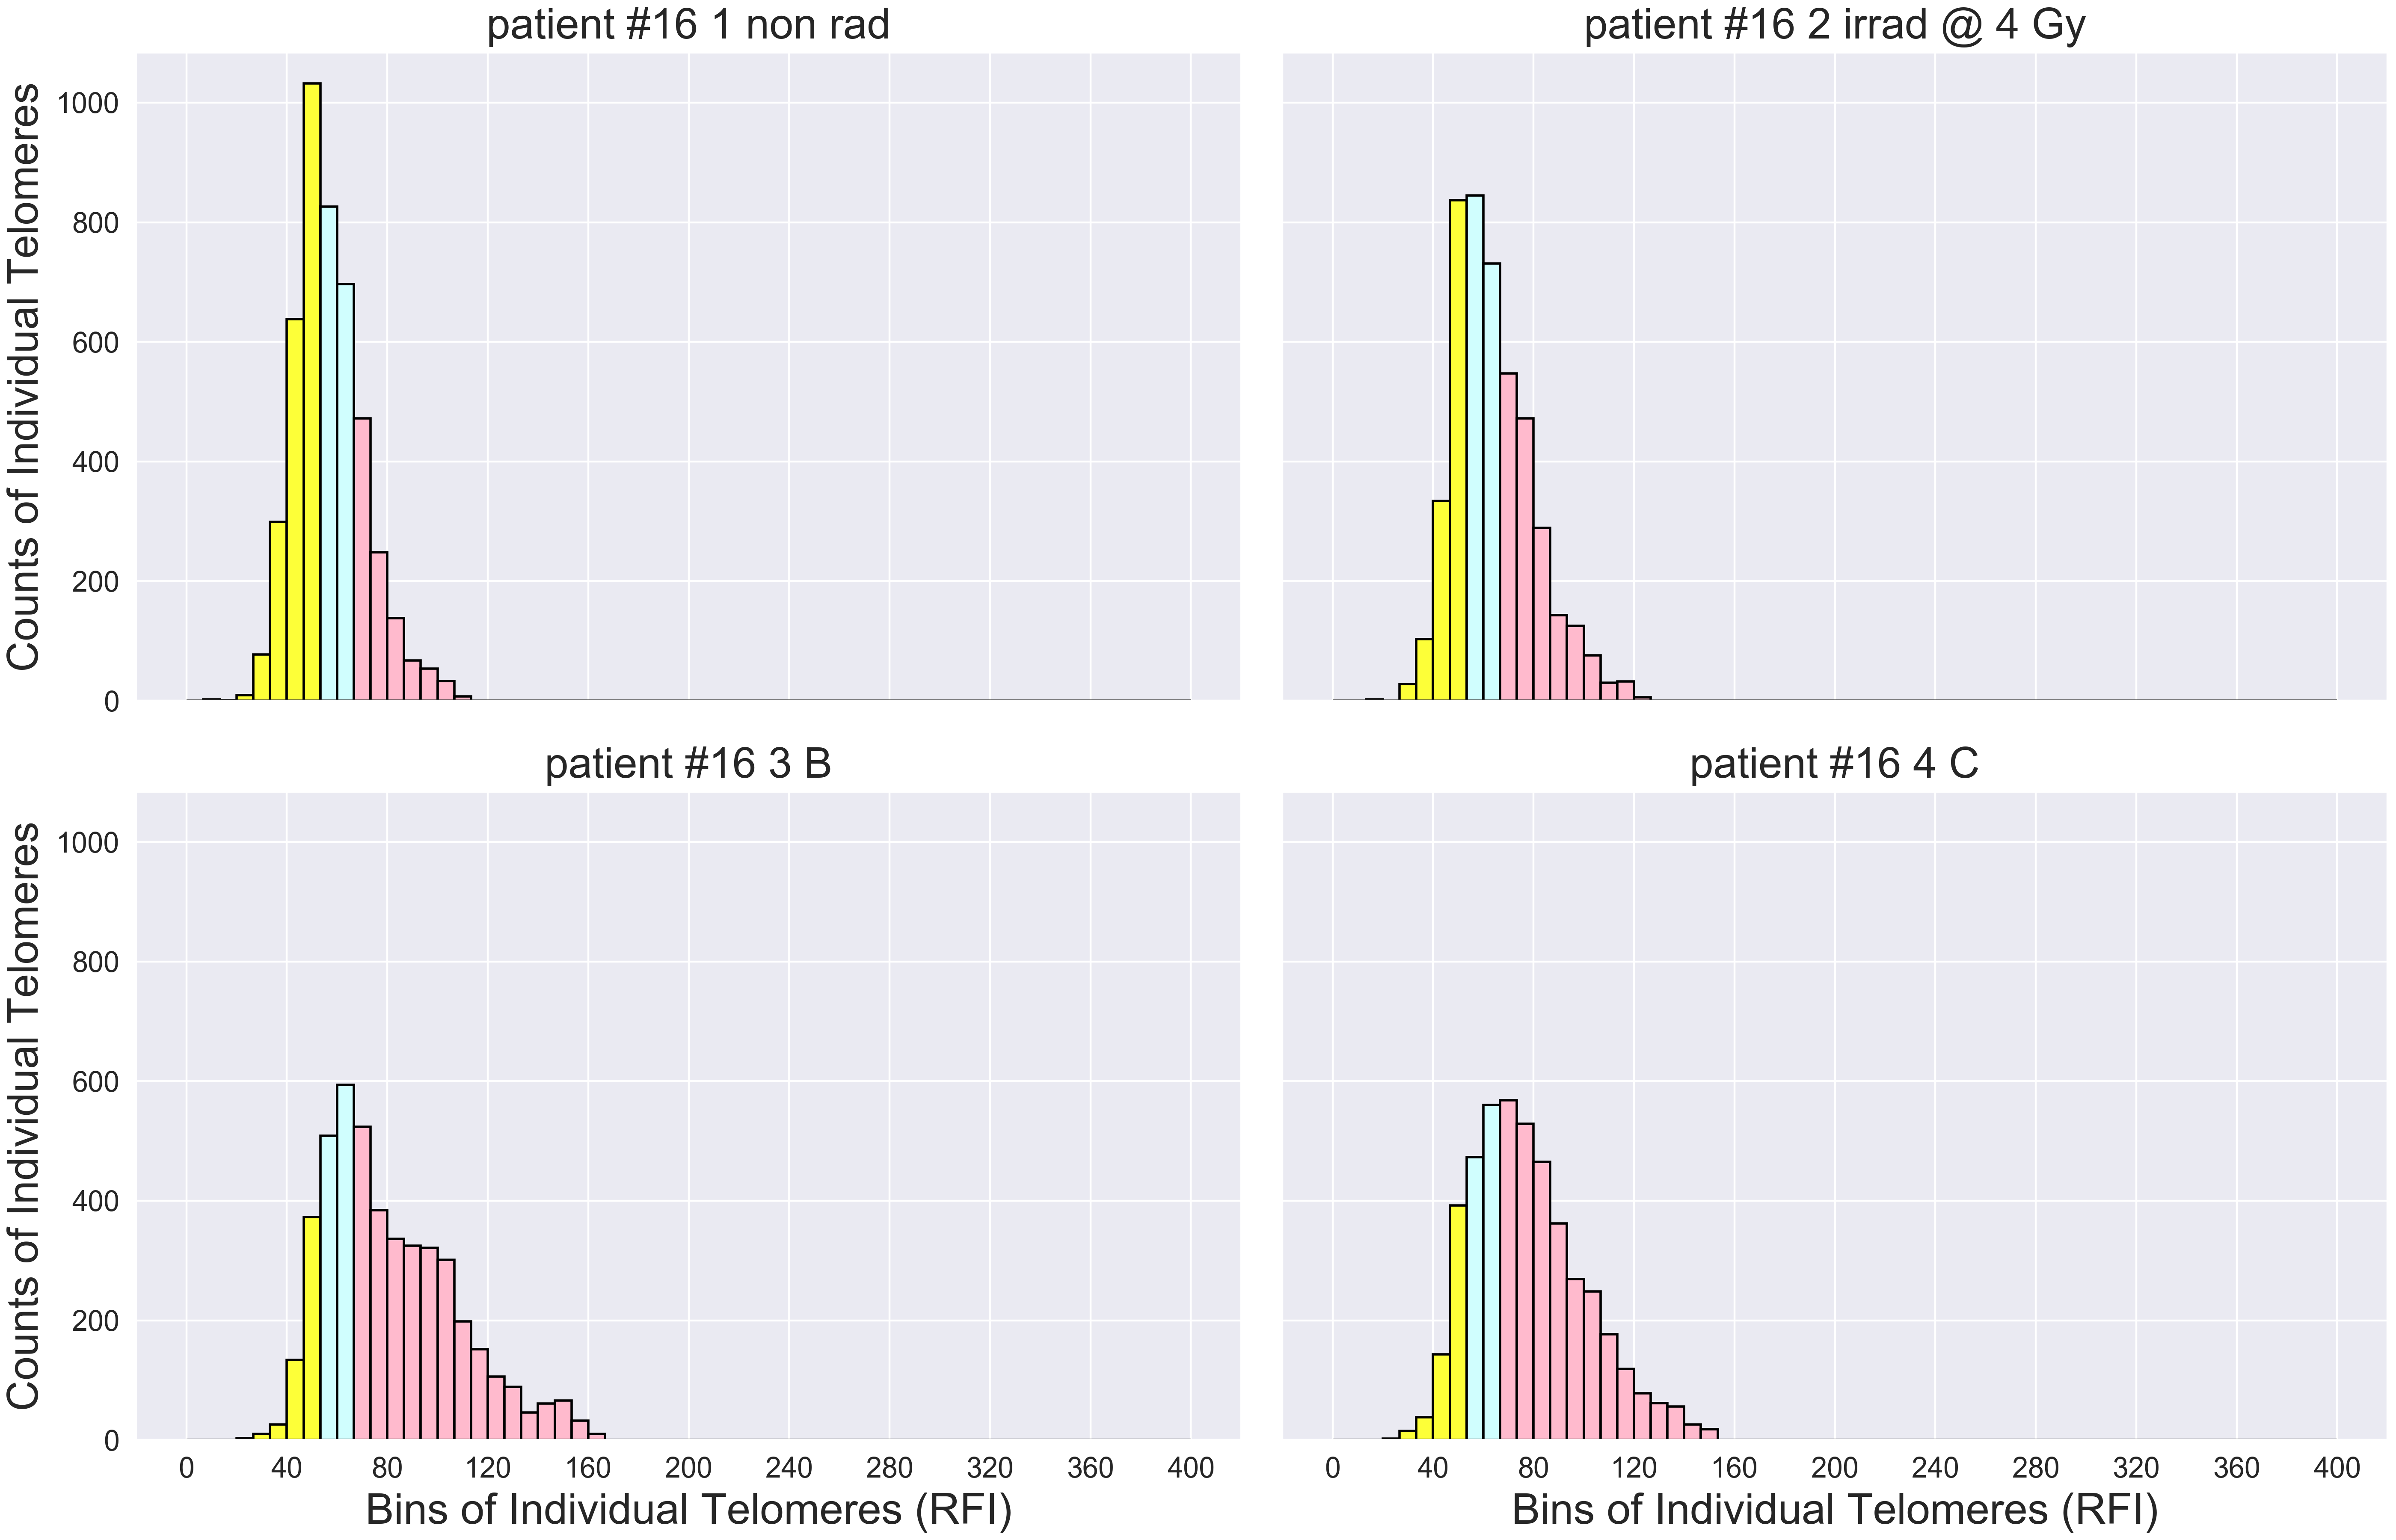 patient #16 1 non rad
patient #16 2 irrad @ 4 Gy
Counts of Individual Telomeres
1000
800
600
400
200
0
patient #16 3 B
patient #16 4 C
Counts of Individual Telomeres
1000
800
600
400
200
0
0 40 80 120 160 200 240 280 320 360 400
0 40 80 120 160 200 240 280 320 360 400
Bins of Individual Telomeres (RFI)
Bins of Individual Telomeres (RFI)